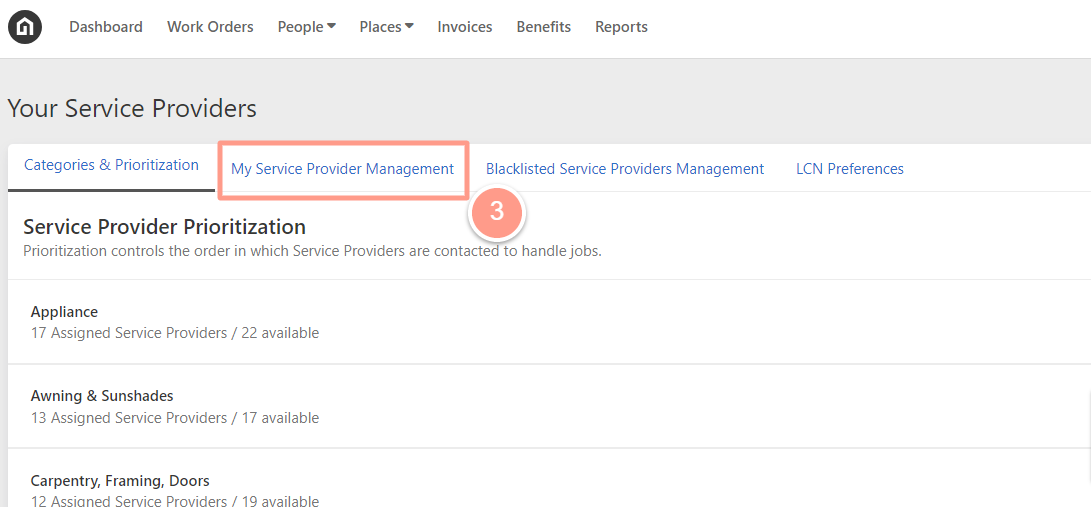 Dashboard Work Orders People Places Invoices Benefits Reports
Your Service Providers
Categories & Prioritization My Service Provider Management Blacklisted Service Providers Management LCN Preferences
3
Service Provider Prioritization
Prioritization controls the order in which Service Providers are contacted to handle jobs.
Appliance
17 Assigned Service Providers / 22 available
Awning & Sunshades
13 Assigned Service Providers / 17 available
Carpentry, Framing, Doors
12 Assigned Service Providers / 19 available